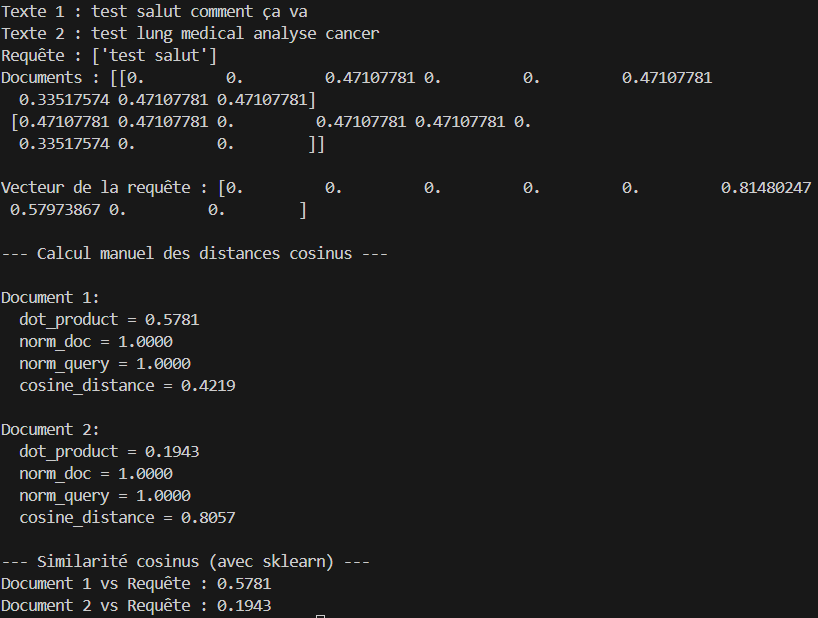 Texte 1 : test salut comment ça va
Texte 2 : test lung medical analyse cancer
Requête : ['test salut']
Documents : [[0.         0.         0.47107781 0.         0.         0.47107781
  0.33517574 0.47107781 0.47107781]
 [0.47107781 0.47107781 0.         0.47107781 0.47107781 0.
  0.33517574 0.         0.        ]]

Vecteur de la requête : [0.         0.         0.         0.         0.         0.81480247
 0.57973867 0.         0.        ]

--- Calcul manuel des distances cosinus ---

Document 1:
  dot_product = 0.5781
  norm_doc = 1.0000
  norm_query = 1.0000
  cosine_distance = 0.4219

Document 2:
  dot_product = 0.1943
  norm_doc = 1.0000
  norm_query = 1.0000
  cosine_distance = 0.8057

--- Similarité cosinus (avec sklearn) ---
Document 1 vs Requête : 0.5781
Document 2 vs Requête : 0.1943